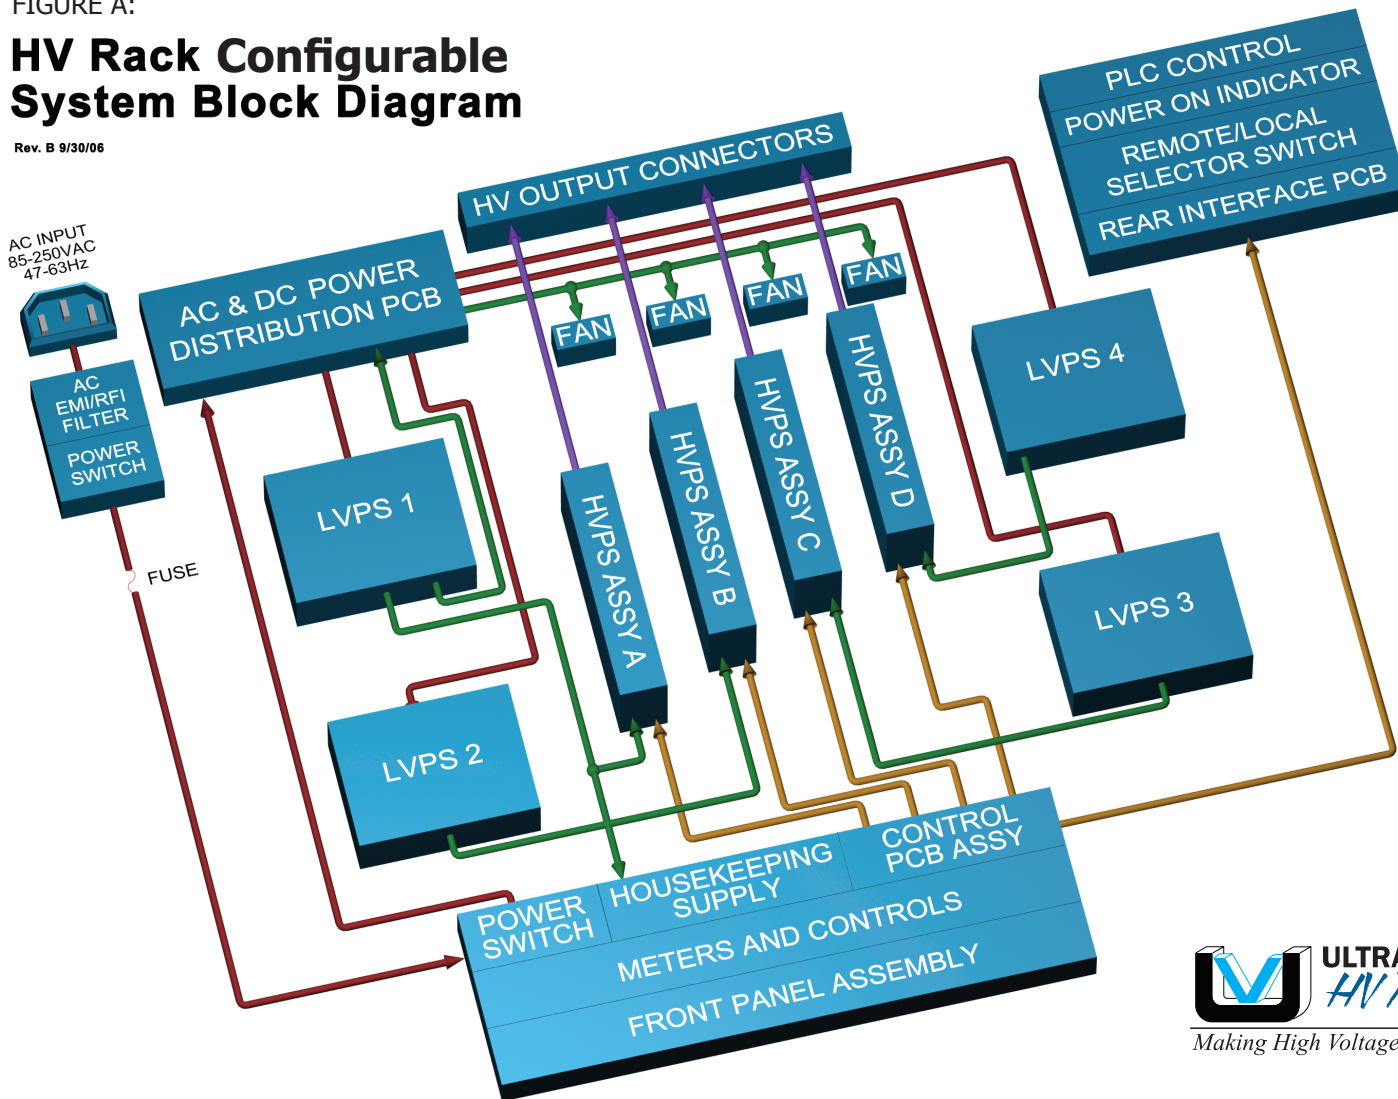 FIGURE A:
HV Rack Configurable
System Block Diagram
Rev. B 9/30/06
AC INPUT
85-250VAC
47-63Hz
AC
EMI/RFI
FILTER
POWER
SWITCH
FUSE
AC & DC POWER
DISTRIBUTION PCB
HV OUTPUT CONNECTORS
FAN
FAN
FAN
FAN
PLC CONTROL
POWER ON INDICATOR
REMOTE/LOCAL
SELECTOR SWITCH
REAR INTERFACE PCB
LVPS 1
LVPS 2
HVPS ASSY A
HVPS ASSY B
HVPS ASSY C
HVPS ASSY D
LVPS 4
LVPS 3
POWER
SWITCH
HOUSEKEEPING
SUPPLY
CONTROL
PCB ASSY
METERS AND CONTROLS
FRONT PANEL ASSEMBLY
UV
ULTRA
HV
Making High Voltage